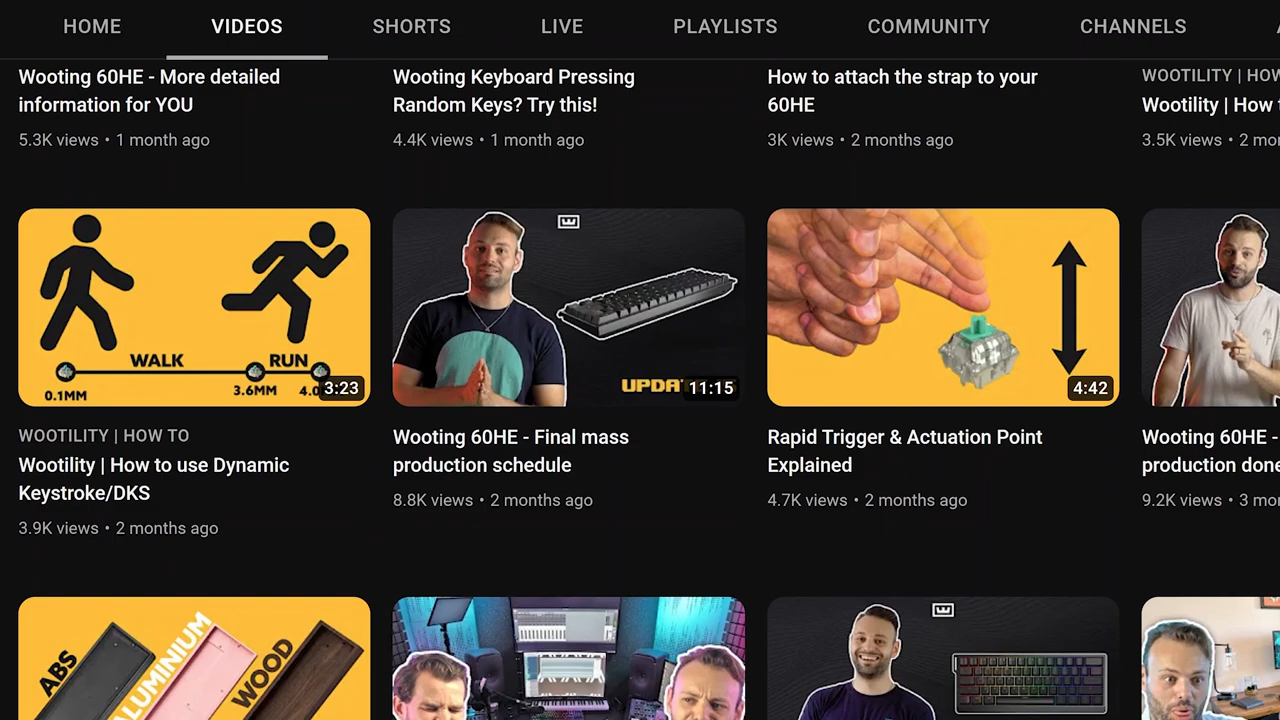 HOME VIDEOS SHORTS LIVE PLAYLISTS COMMUNITY CHANNELS
Wooting 60HE - More detailed
information for YOU
5.3K views • 1 month ago
Wooting Keyboard Pressing
Random Keys? Try this!
4.4K views • 1 month ago
How to attach the strap to your
60HE
3K views • 2 months ago
WOOTILITY | HOW
Wootility | How
3.5K views • 2 mo
WALK RUN
0.1MM 3.6MM 4.0
3:23
WOOTILITY | HOW TO
Wootility | How to use Dynamic
Keystroke/DKS
3.9K views • 2 months ago
UPDA
11:15
Wooting 60HE - Final mass
production schedule
8.8K views • 2 months ago
4:42
Rapid Trigger & Actuation Point
Explained
4.7K views • 2 months ago
Wooting 60HE -
production done
9.2K views • 3 mo
ABS
ALUMINIUM
WOOD